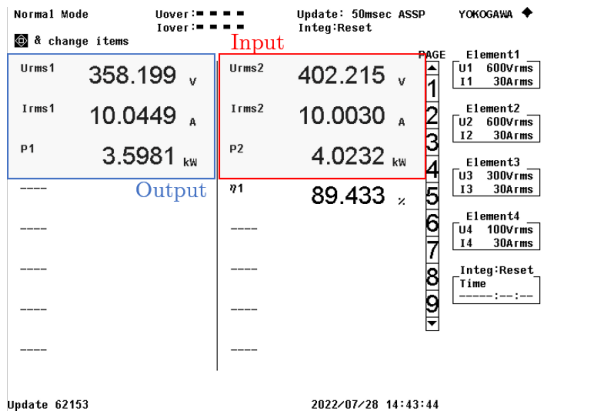 Normal Mode Uover: Update: 50msec ASSP YOKOGAWA ◆
Iover: Integ:Reset
& change items
Input
PAGE
Urms1 358.199 V
Irms1 10.0449 A
P1 3.5981 kW
Output
----
----
----
----
----
Urms2 402.215 V
Irms2 10.0030 A
P2 4.0232 kW
η1 89.433 %
----
----
----
----
1
2
3
4
5
6
7
8
9
Element1
U1 600Vrms
I1 30Arms
Element2
U2 600Vrms
I2 30Arms
Element3
U3 300Vrms
I3 30Arms
Element4
U4 100Vrms
I4 30Arms
Integ:Reset
Time
-----:--:--
Update 62153 2022/07/28 14:43:44